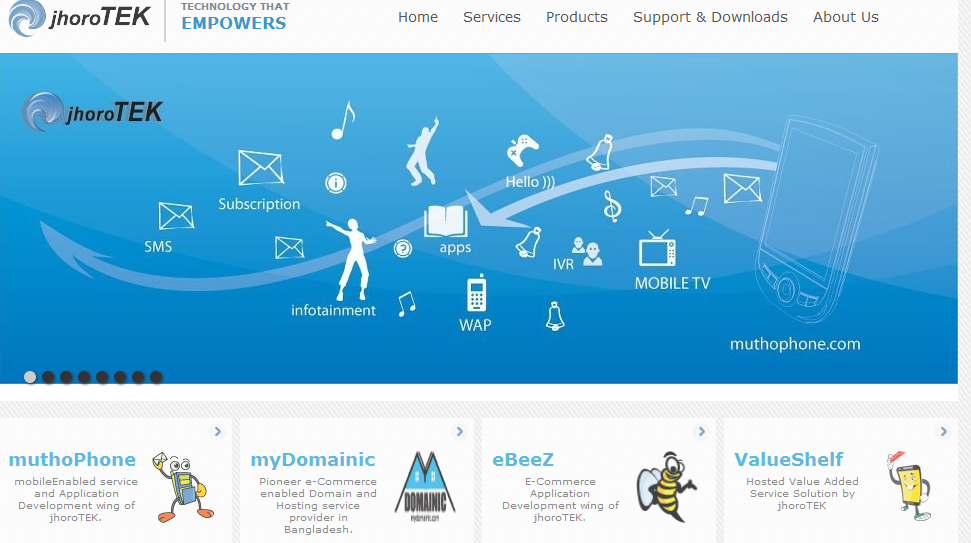 jhoroTEK
TECHNOLOGY THAT
EMPOWERS
Home Services Products Support & Downloads About Us
jhoroTEK
Hello )))
Subscription
SMS
apps
IVR
MOBILE TV
infotainment
WAP
muthophone.com
muthoPhone
mobileEnabled service
and Application
Development wing of
jhoroTEK.
myDomainic
Pioneer e-Commerce
enabled Domain and
Hosting service
provider in
Bangladesh.
DOMAINIC
mydomainic.com
eBeeZ
E-Commerce
Application
Development wing of
jhoroTEK.
ValueShelf
Hosted Value Added
Service Solution by
jhoroTEK